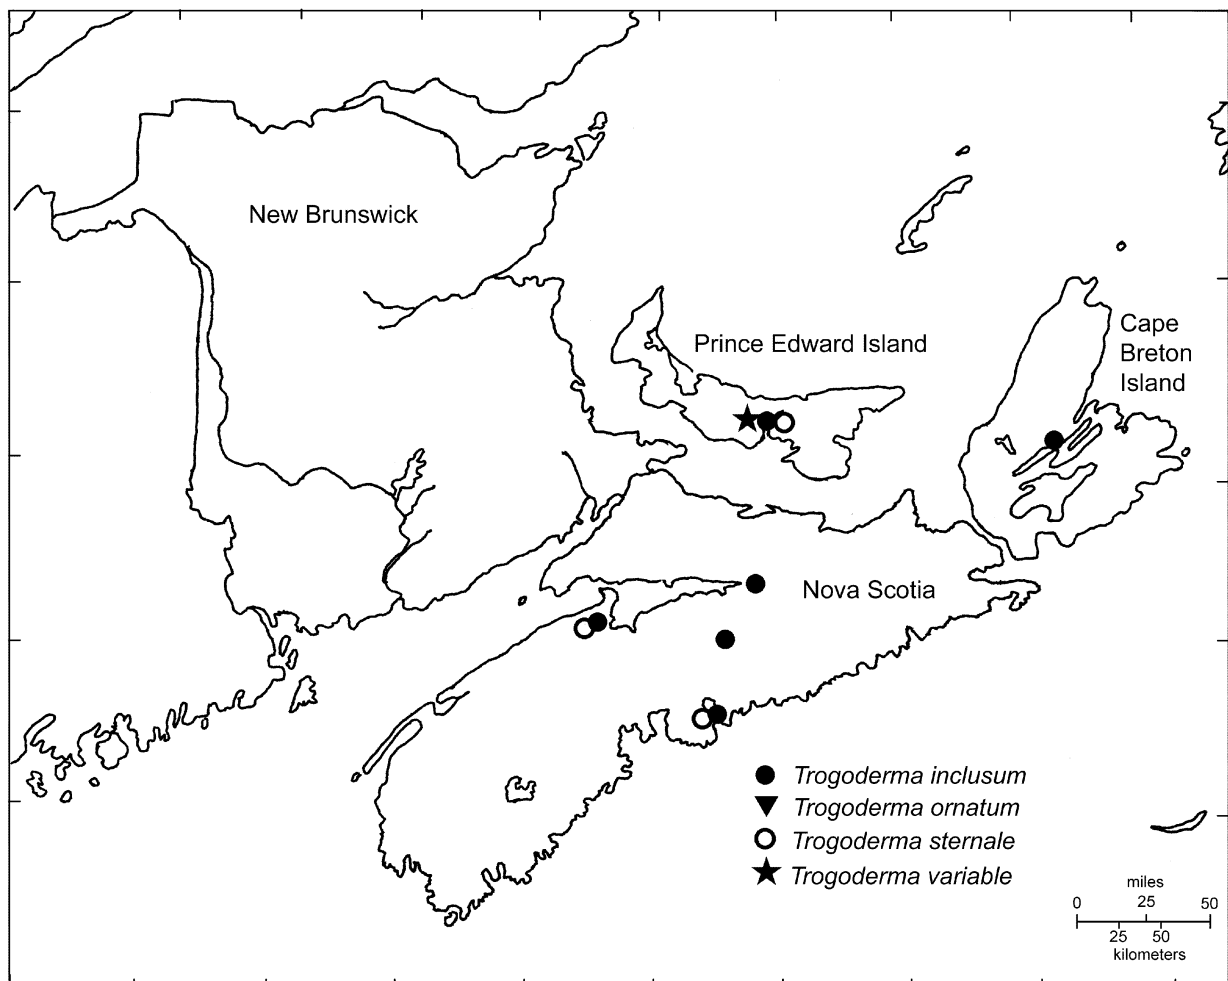 New Brunswick
Prince Edward Island
Cape
Breton
Island
Nova Scotia
Trogoderma inclusum
Trogoderma ornatum
Trogoderma sternale
Trogoderma variable
miles
0 25 50
25 50
kilometers